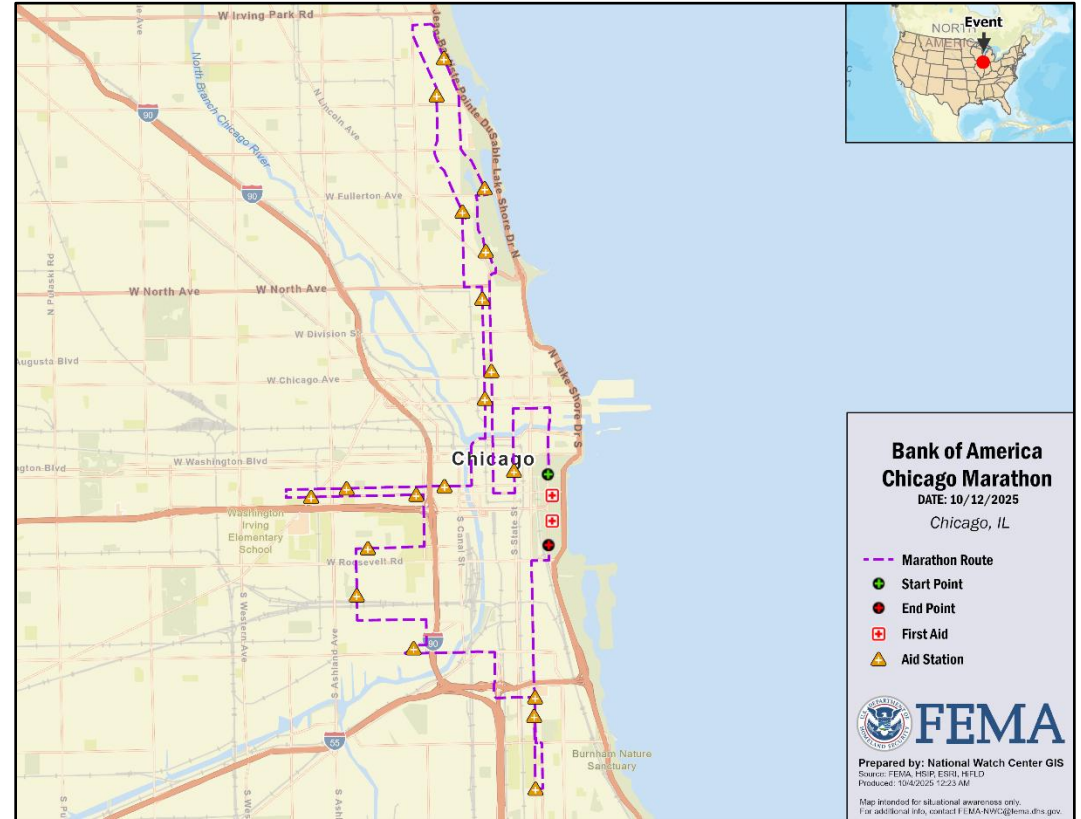 W Irving Park Rd
Jean Baptiste Pointe DuSable Lake Shore Dr N
North Branch Chicago River
N Lincoln Ave
90
90
W Fullerton Ave
N Pulaski Rd
W North Ave
W North Ave
W Division St
Augusta Blvd
W Chicago Ave
N Lake Shore Dr S
W Washington Blvd
Chicago
Washington
Irving
Elementary
School
S Canal St
S State St
W Roosevelt Rd
S Western Ave
S Ashland Ave
90
55
Burnham Nature
Sanctuary
Event
NORTH
AMERICA
Bank of America
Chicago Marathon
DATE: 10/12/2025
Chicago, IL
Marathon Route
Start Point
End Point
First Aid
Aid Station
FEMA
Prepared by: National Watch Center GIS
Source: FEMA, HSIP, ESRI, HIFLD
Produced: 10/4/2025 12:23 AM
Map intended for situational awareness only.
For additional info, contact FEMA-NWC@fema.dhs.gov.